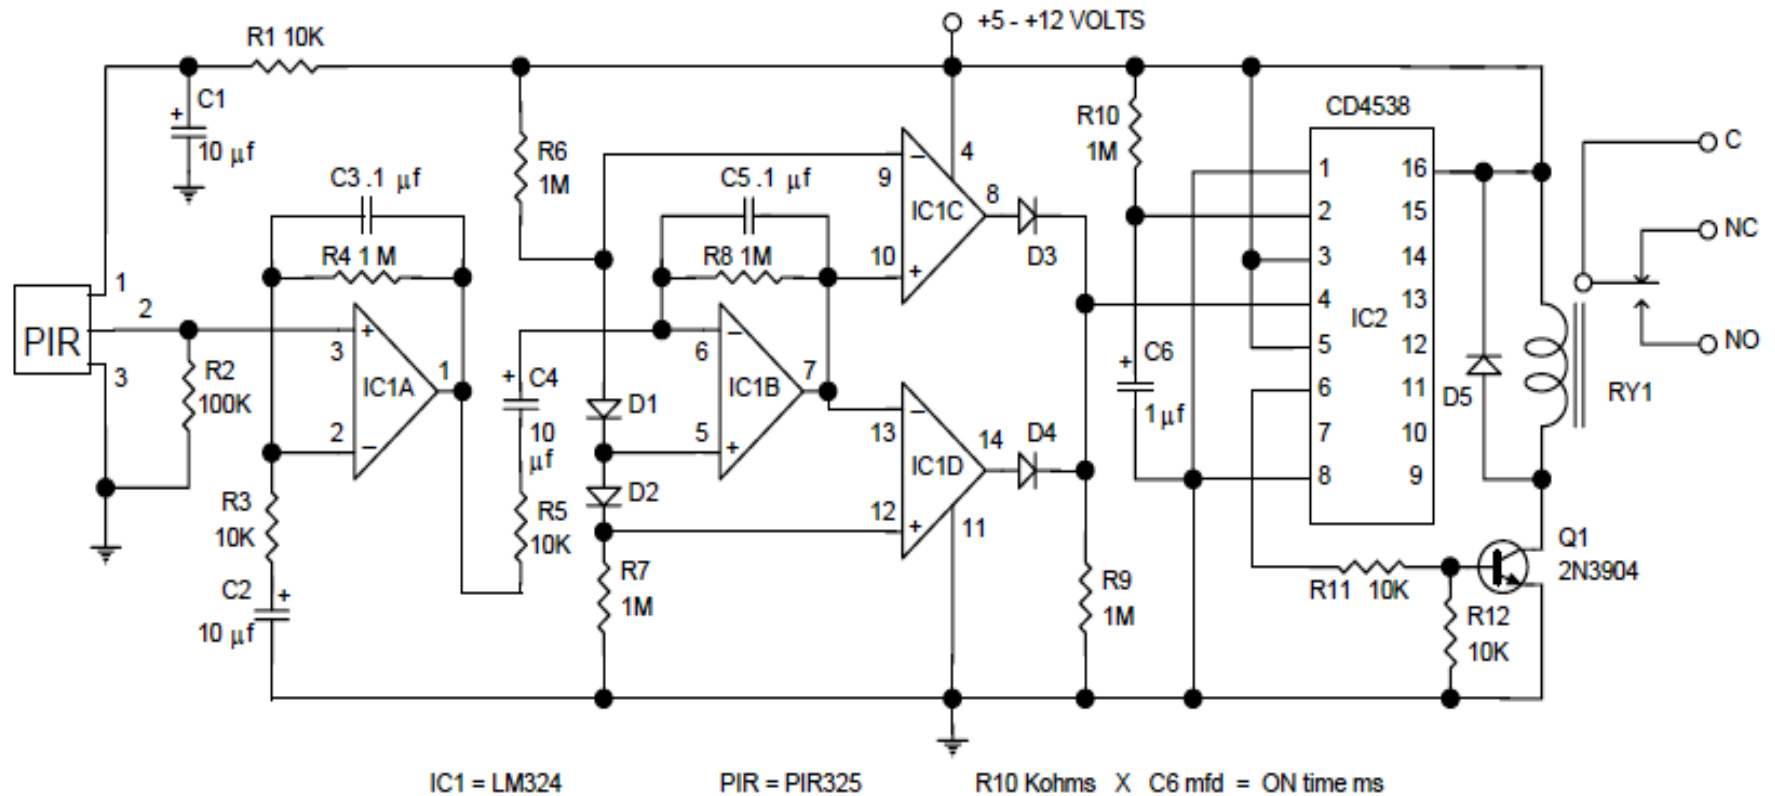 +5 - +12 VOLTS
R1 10K
C1
+
10 μf
C3 .1 μf
R4 1 M
R6
1M
C5 .1 μf
R8 1M
4
9
−
IC1C
8
10
+
D3
R10
1M
CD4538
1
2
3
4
5
6
7
8
16
15
14
13
12
11
10
9
IC2
C
NC
NO
RY1
D5
PIR
1
2
3
R2
100K
+
3
IC1A
1
2
−
R3
10K
C2
+
10 μf
+
C4
10
μf
R5
10K
D1
D2
R7
1M
−
6
IC1B
7
5
+
−
13
IC1D
14
12
+
11
D4
R9
1M
+
C6
1 μf
R11 10K
Q1
2N3904
R12
10K
IC1 = LM324
PIR = PIR325
R10 Kohms X C6 mfd = ON time ms